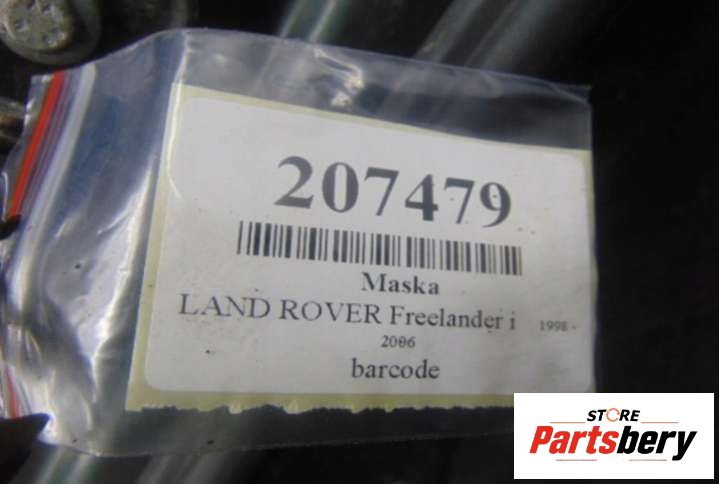 207479
Maska
LAND ROVER Freelander i 1998 -
2006
barcode
STORE
Partsbery